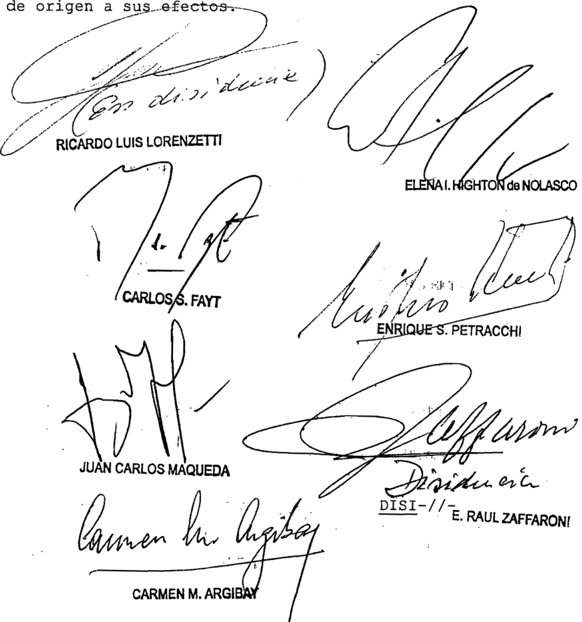 de origen a sus efectos.
(En disidencia)
RICARDO LUIS LORENZETTI
ELENA I. HIGHTON de NOLASCO
CARLOS S. FAYT
ENRIQUE S. PETRACCHI
JUAN CARLOS MAQUEDA
Zaffaroni
Disidencia
DISI-//-
E. RAUL ZAFFARONI
Carmen M. Argibay
CARMEN M. ARGIBAY